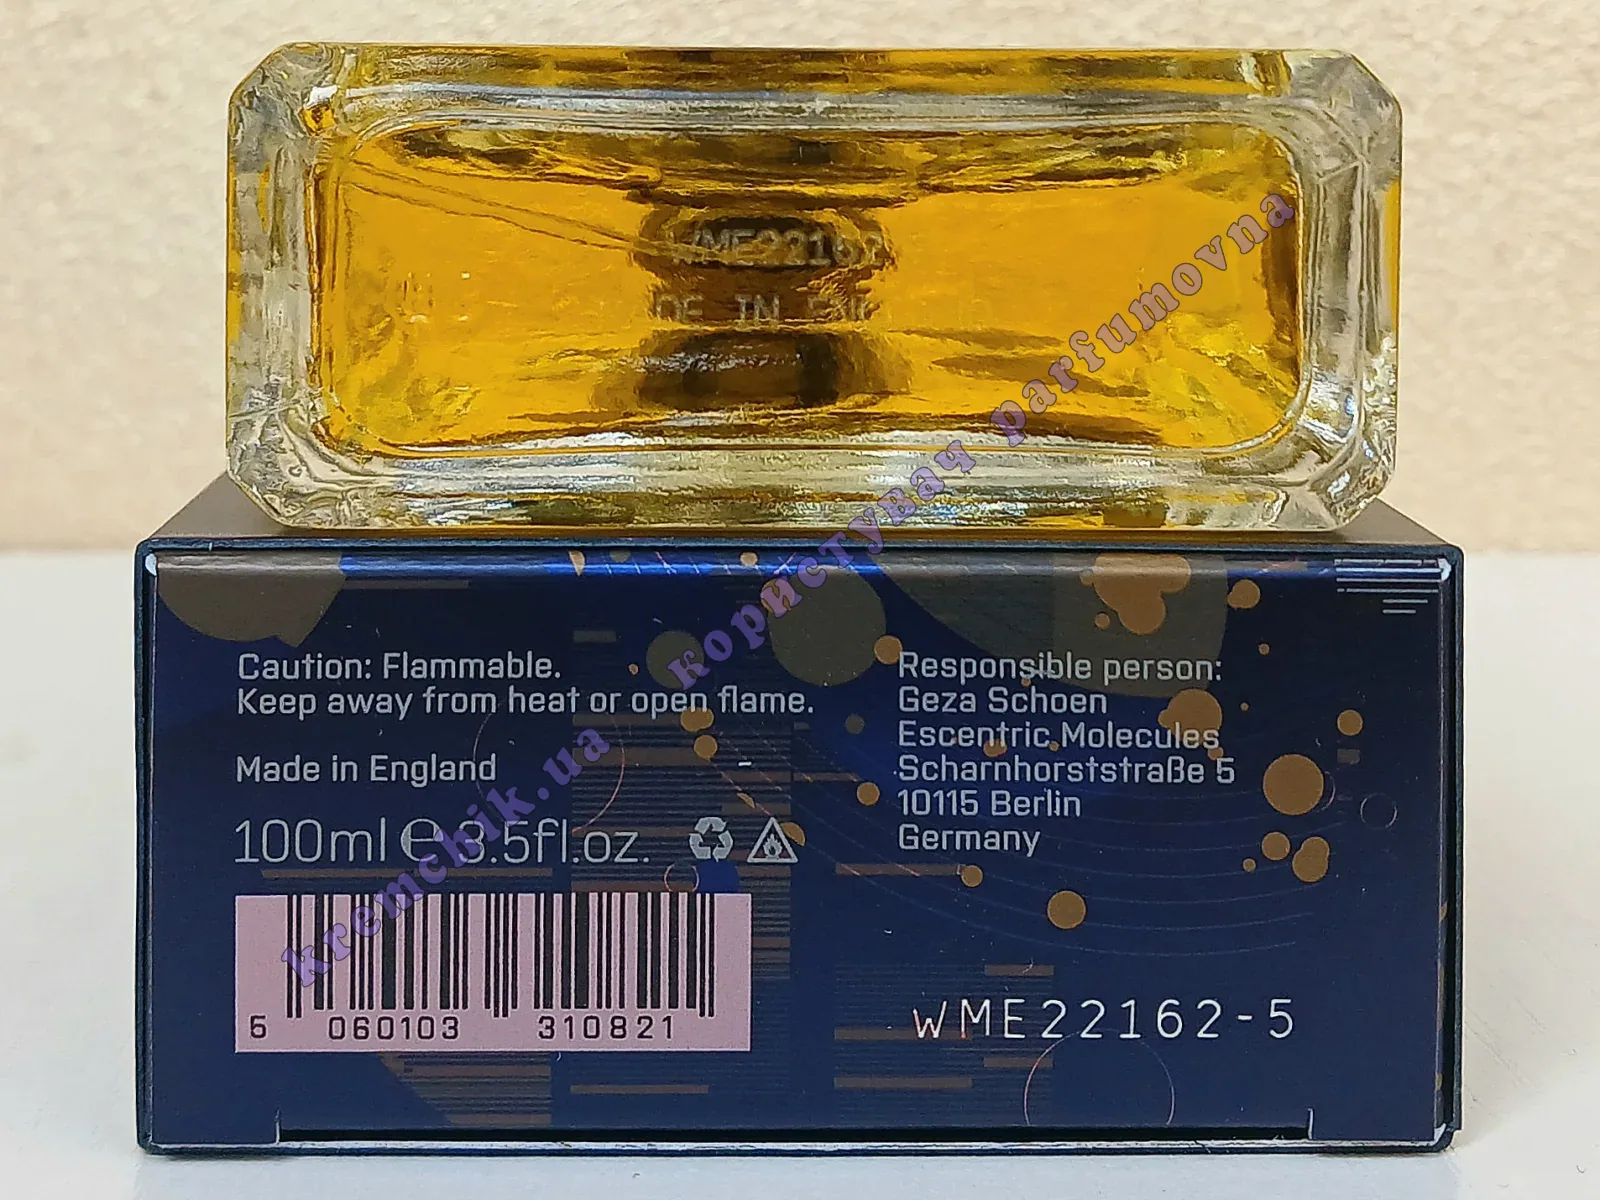 WME22162
DE IN ENG
Caution: Flammable.
Keep away from heat or open flame.
Made in England
100ml ℮ 3.5fl.oz.
5 060103 310821
Responsible person:
Geza Schoen
Escentric Molecules
Scharnhorststraße 5
10115 Berlin
Germany
WME22162-5
kremchik.ua користувач parfumovna